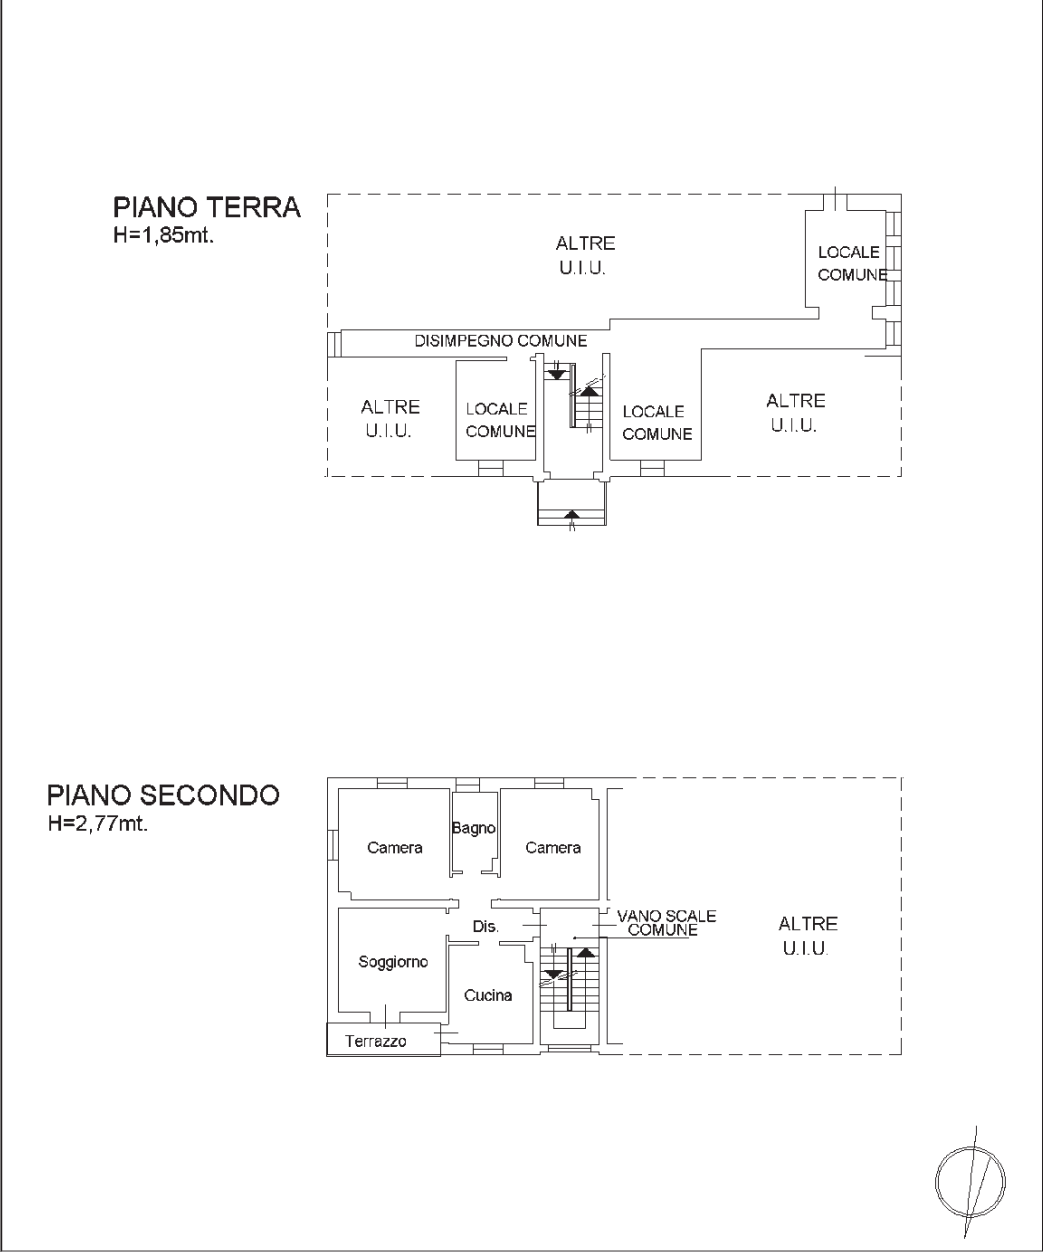 PIANO TERRA
H=1,85mt.
ALTRE
U.I.U.
LOCALE
COMUNE
DISIMPEGNO COMUNE
ALTRE
U.I.U.
LOCALE
COMUNE
LOCALE
COMUNE
ALTRE
U.I.U.
PIANO SECONDO
H=2,77mt.
Camera
Bagno
Camera
Dis.
VANO SCALE
COMUNE
ALTRE
U.I.U.
Soggiorno
Cucina
Terrazzo